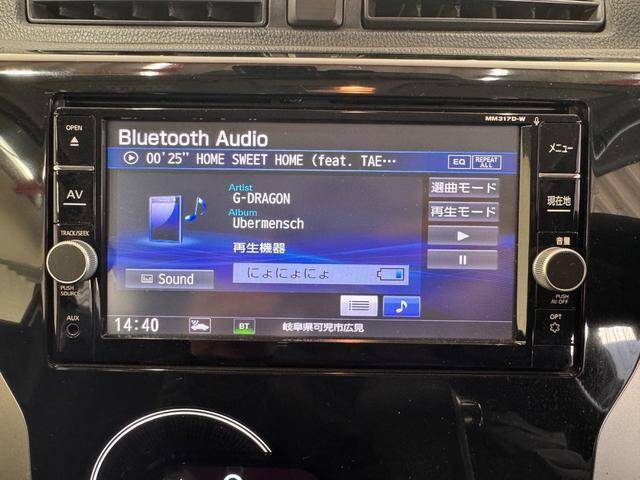 MM317D-W
OPEN
Bluetooth Audio
メニュー
00'25" HOME SWEET HOME (feat. TAE…
EQ
REPEAT ALL
Artist
選曲モード
AV
G-DRAGON
現在地
Album
再生モード
Übermensch
TRACK/SEEK
再生機器
音量
にょにょにょ
Sound
PUSH SOURCE
PUSH AV OFF
AUX
14:40
BT
岐阜県可児市広見
OPT